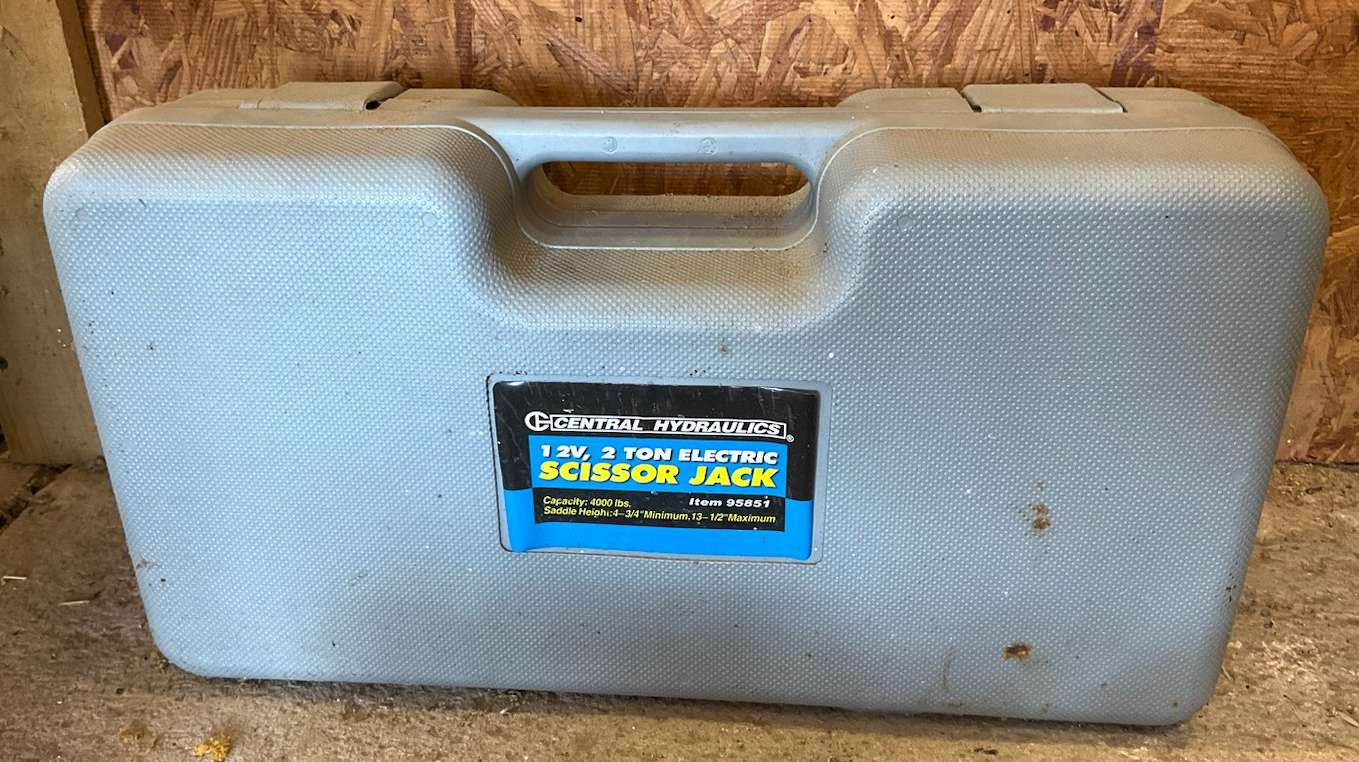 CENTRAL HYDRAULICS®
12V, 2 TON ELECTRIC
SCISSOR JACK
Capacity: 4000 lbs. Item 95851
Saddle Height:4-3/4"Minimum,13-1/2"Maximum